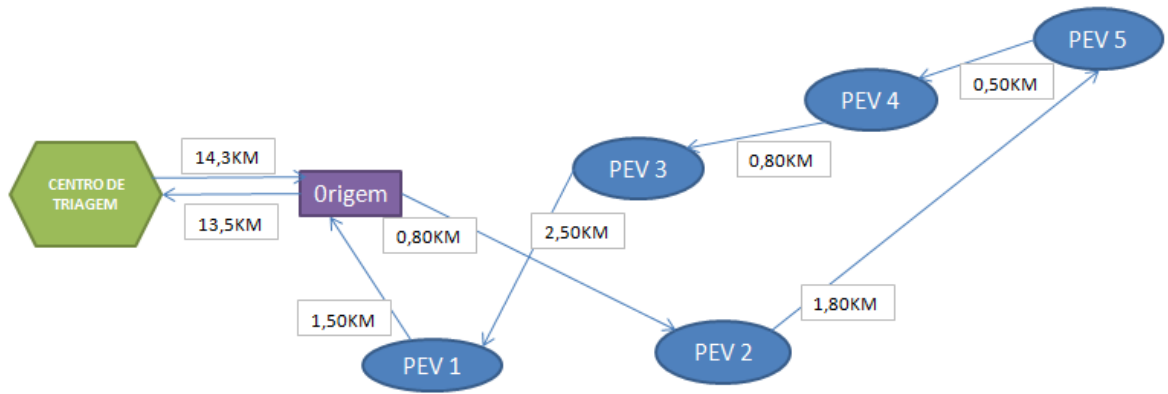 PEV 5
0,50KM
PEV 4
14,3KM
0,80KM
PEV 3
CENTRO DE
TRIAGEM
0rigem
13,5KM
0,80KM
2,50KM
1,50KM
1,80KM
PEV 1
PEV 2